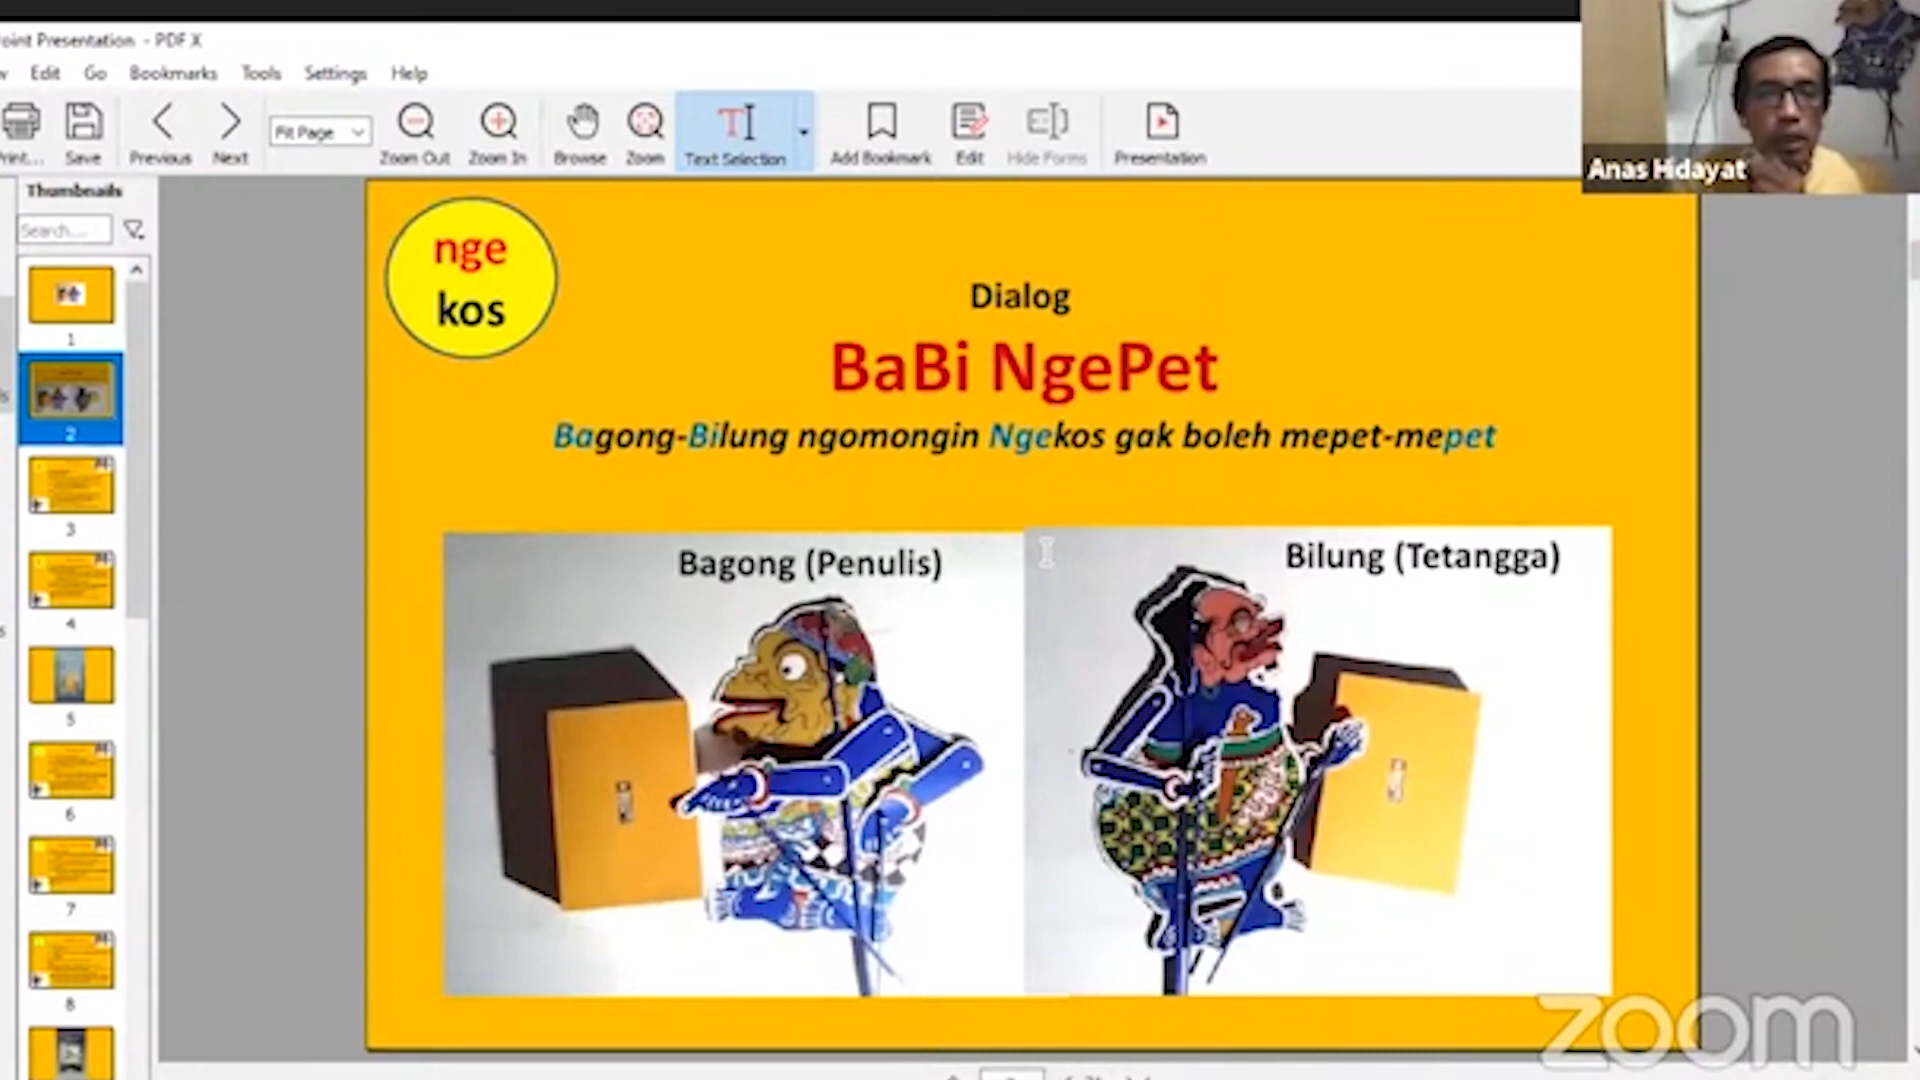 oint Presentation - PDF X
Edit Go Bookmarks Tools Settings Help
Print... Save Previous Next Fit Page Zoom Out Zoom In Browse Zoom Text Selection Add Bookmark Edit Hide Forms Presentation
Anas Hidayat
Thumbnails
Search...
1
2
3
4
5
6
7
8
nge
kos
Dialog
BaBi NgePet
Bagong-Bilung ngomongin Ngekos gak boleh mepet-mepet
Bagong (Penulis)
Bilung (Tetangga)
zoom